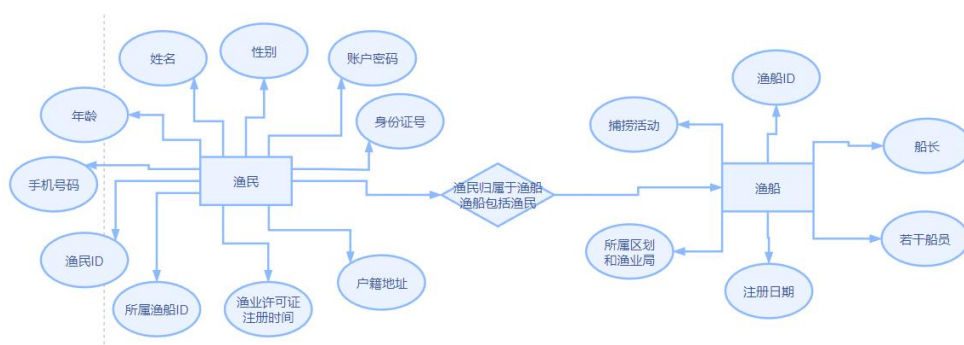 姓名
性别
账户密码
年龄
身份证号
手机号码
渔民
渔民ID
所属渔船ID
渔业许可证
注册时间
户籍地址
渔民归属于渔船
渔船包括渔民
渔船ID
捕捞活动
船长
渔船
所属区划
和渔业局
若干船员
注册日期